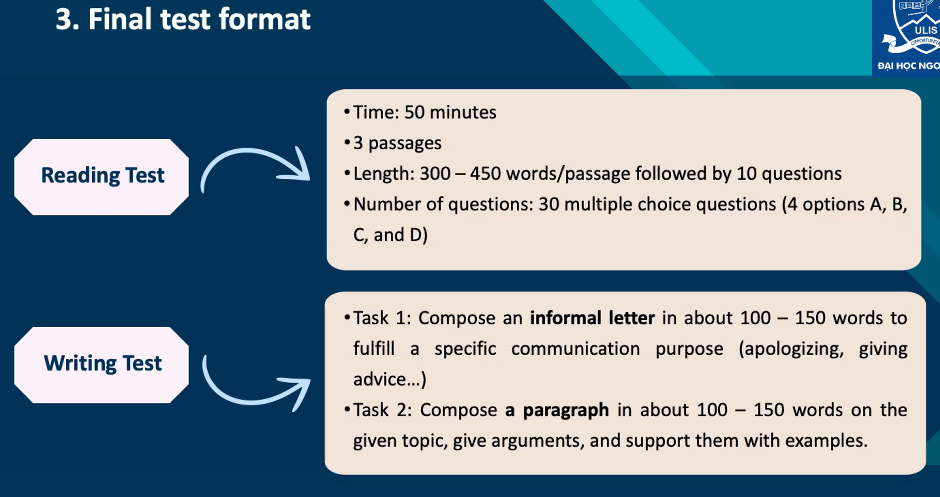 3. Final test format
ULIS
ĐẠI HỌC NGO
Reading Test
• Time: 50 minutes
• 3 passages
• Length: 300 – 450 words/passage followed by 10 questions
• Number of questions: 30 multiple choice questions (4 options A, B,
C, and D)
Writing Test
• Task 1: Compose an informal letter in about 100 – 150 words to
fulfill a specific communication purpose (apologizing, giving
advice…)
• Task 2: Compose a paragraph in about 100 – 150 words on the
given topic, give arguments, and support them with examples.